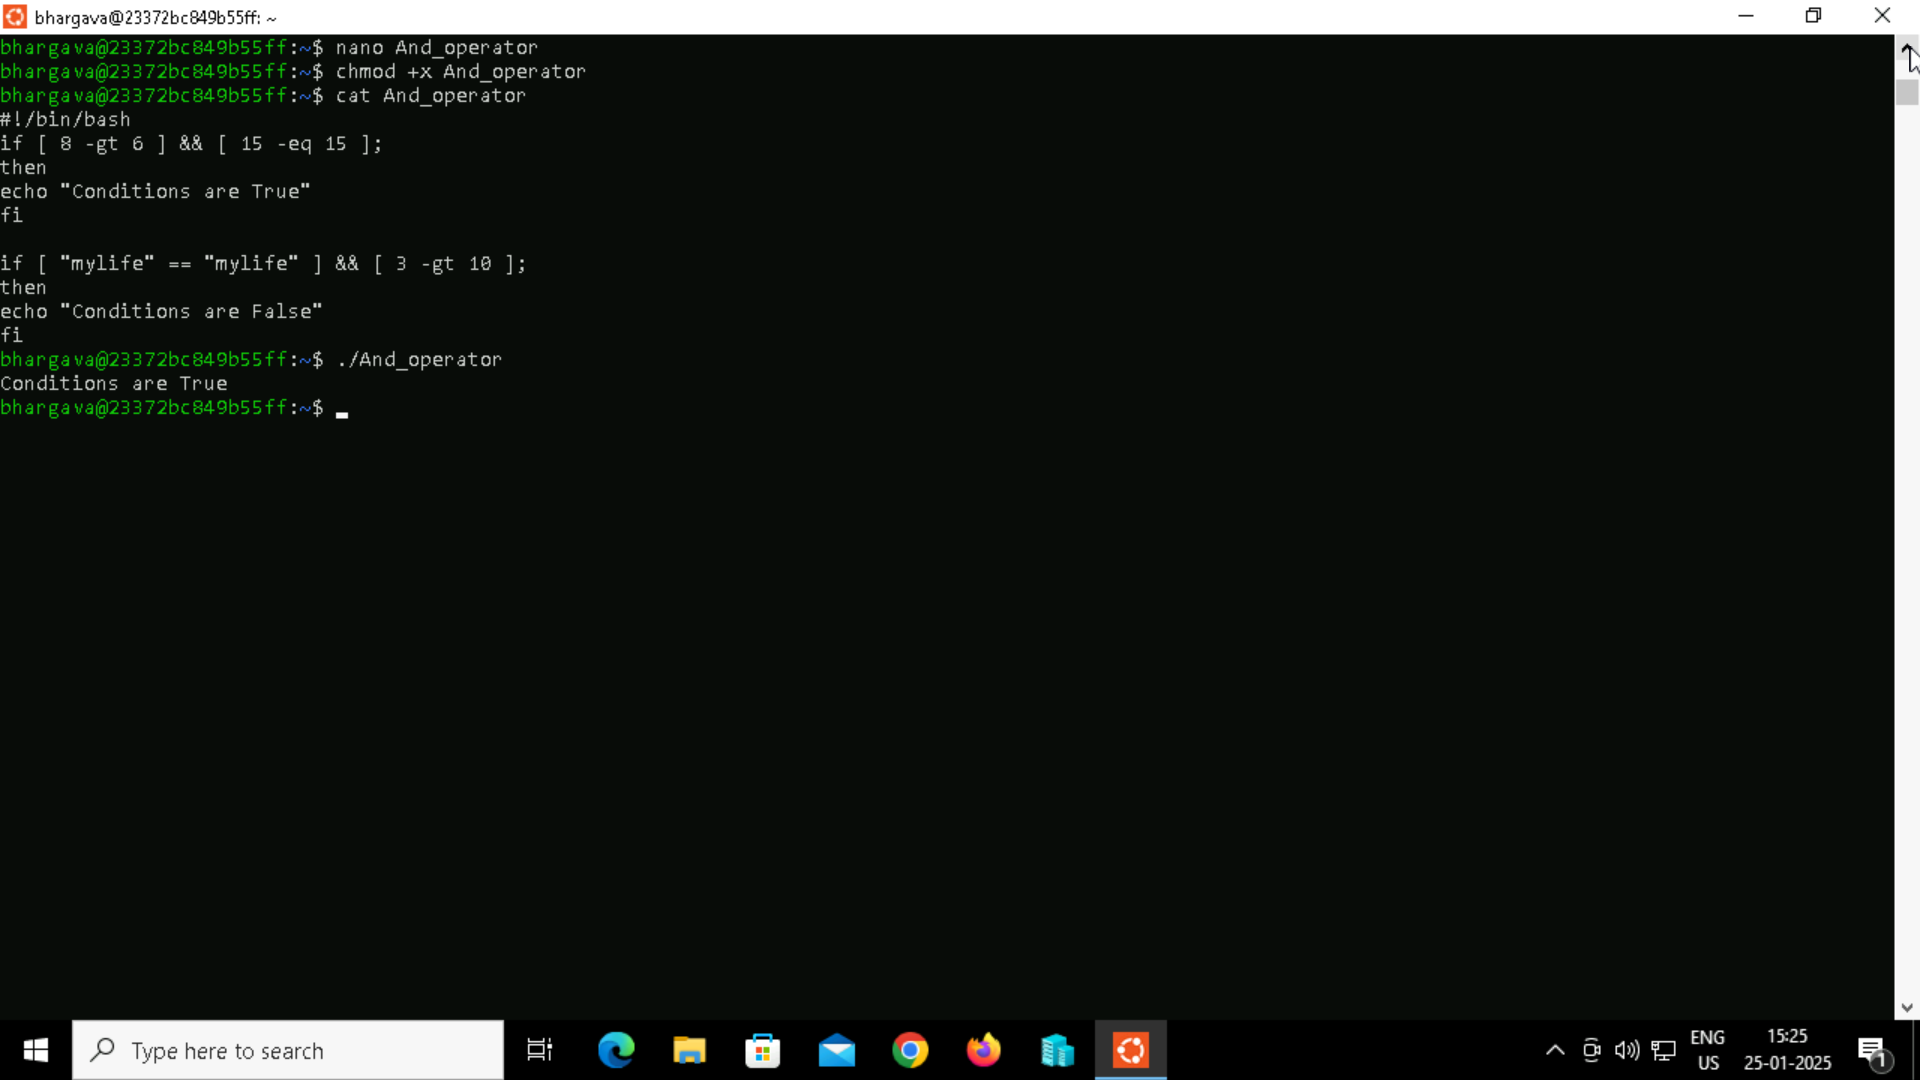 bhargava@23372bc849b55ff: ~
bhargava@23372bc849b55ff:~$ nano And_operator
bhargava@23372bc849b55ff:~$ chmod +x And_operator
bhargava@23372bc849b55ff:~$ cat And_operator
#!/bin/bash
if [ 8 -gt 6 ] && [ 15 -eq 15 ];
then
echo "Conditions are True"
fi
if [ "mylife" == "mylife" ] && [ 3 -gt 10 ];
then
echo "Conditions are False"
fi
bhargava@23372bc849b55ff:~$ ./And_operator
Conditions are True
bhargava@23372bc849b55ff:~$
Type here to search
ENG
US
15:25
25-01-2025
1